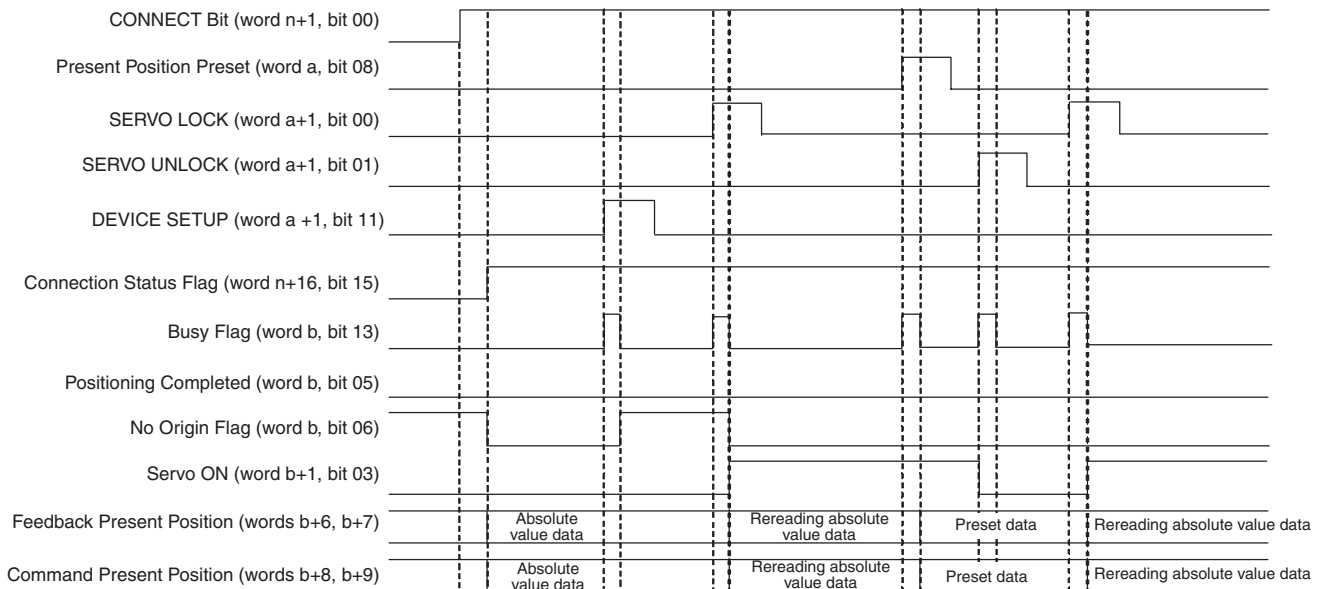 CONNECT Bit (word n+1, bit 00)
Present Position Preset (word a, bit 08)
SERVO LOCK (word a+1, bit 00)
SERVO UNLOCK (word a+1, bit 01)
DEVICE SETUP (word a +1, bit 11)
Connection Status Flag (word n+16, bit 15)
Busy Flag (word b, bit 13)
Positioning Completed (word b, bit 05)
No Origin Flag (word b, bit 06)
Servo ON (word b+1, bit 03)
Feedback Present Position (words b+6, b+7)
Absolute
value data
Rereading absolute
value data
Preset data
Rereading absolute value data
Command Present Position (words b+8, b+9)
Absolute
value data
Rereading absolute
value data
Preset data
Rereading absolute value data